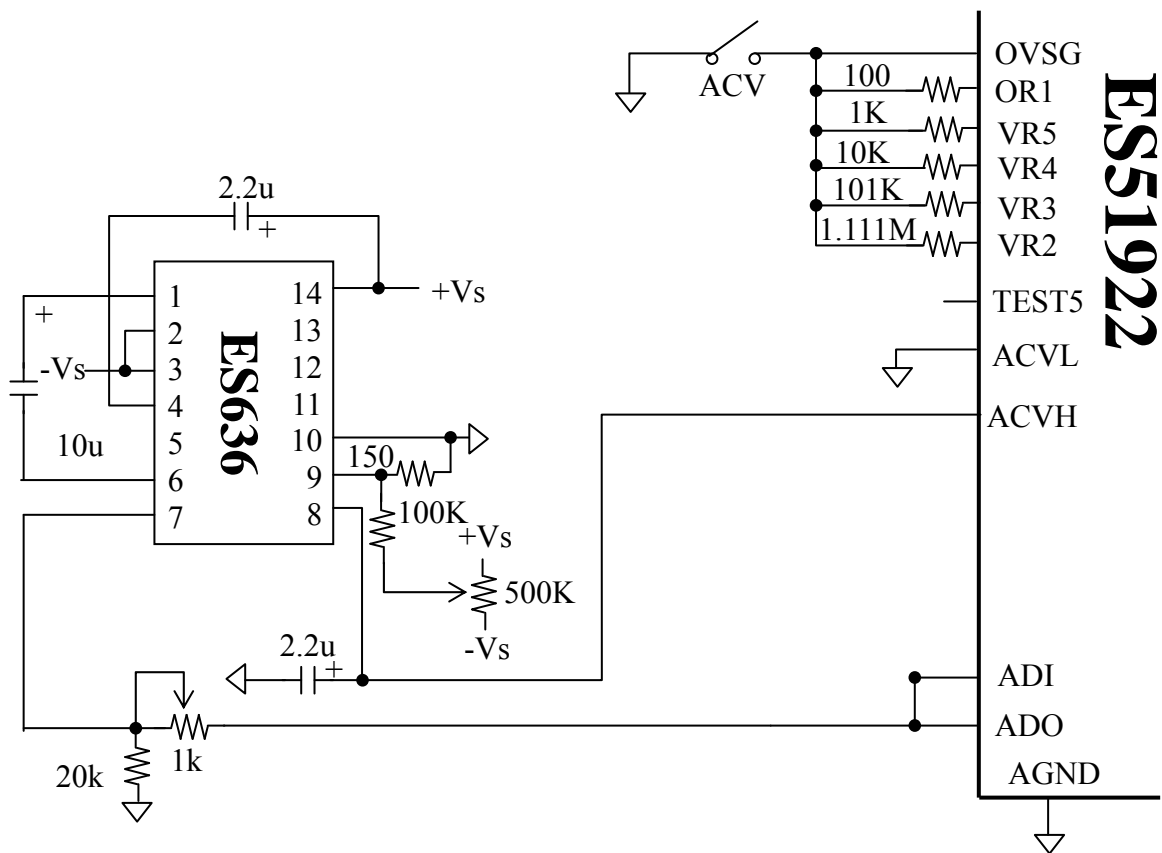 OVSG
ACV
100
OR1
1K
VR5
10K
VR4
101K
VR3
1.111M
VR2
TEST5
ACVL
ACVH
ADI
ADO
AGND
ES51922
2.2u
+
+Vs
1
2
3
4
5
6
7
14
13
12
11
10
9
8
ES636
+
-Vs
10u
150
100K
+Vs
500K
-Vs
2.2u
+
1k
20k